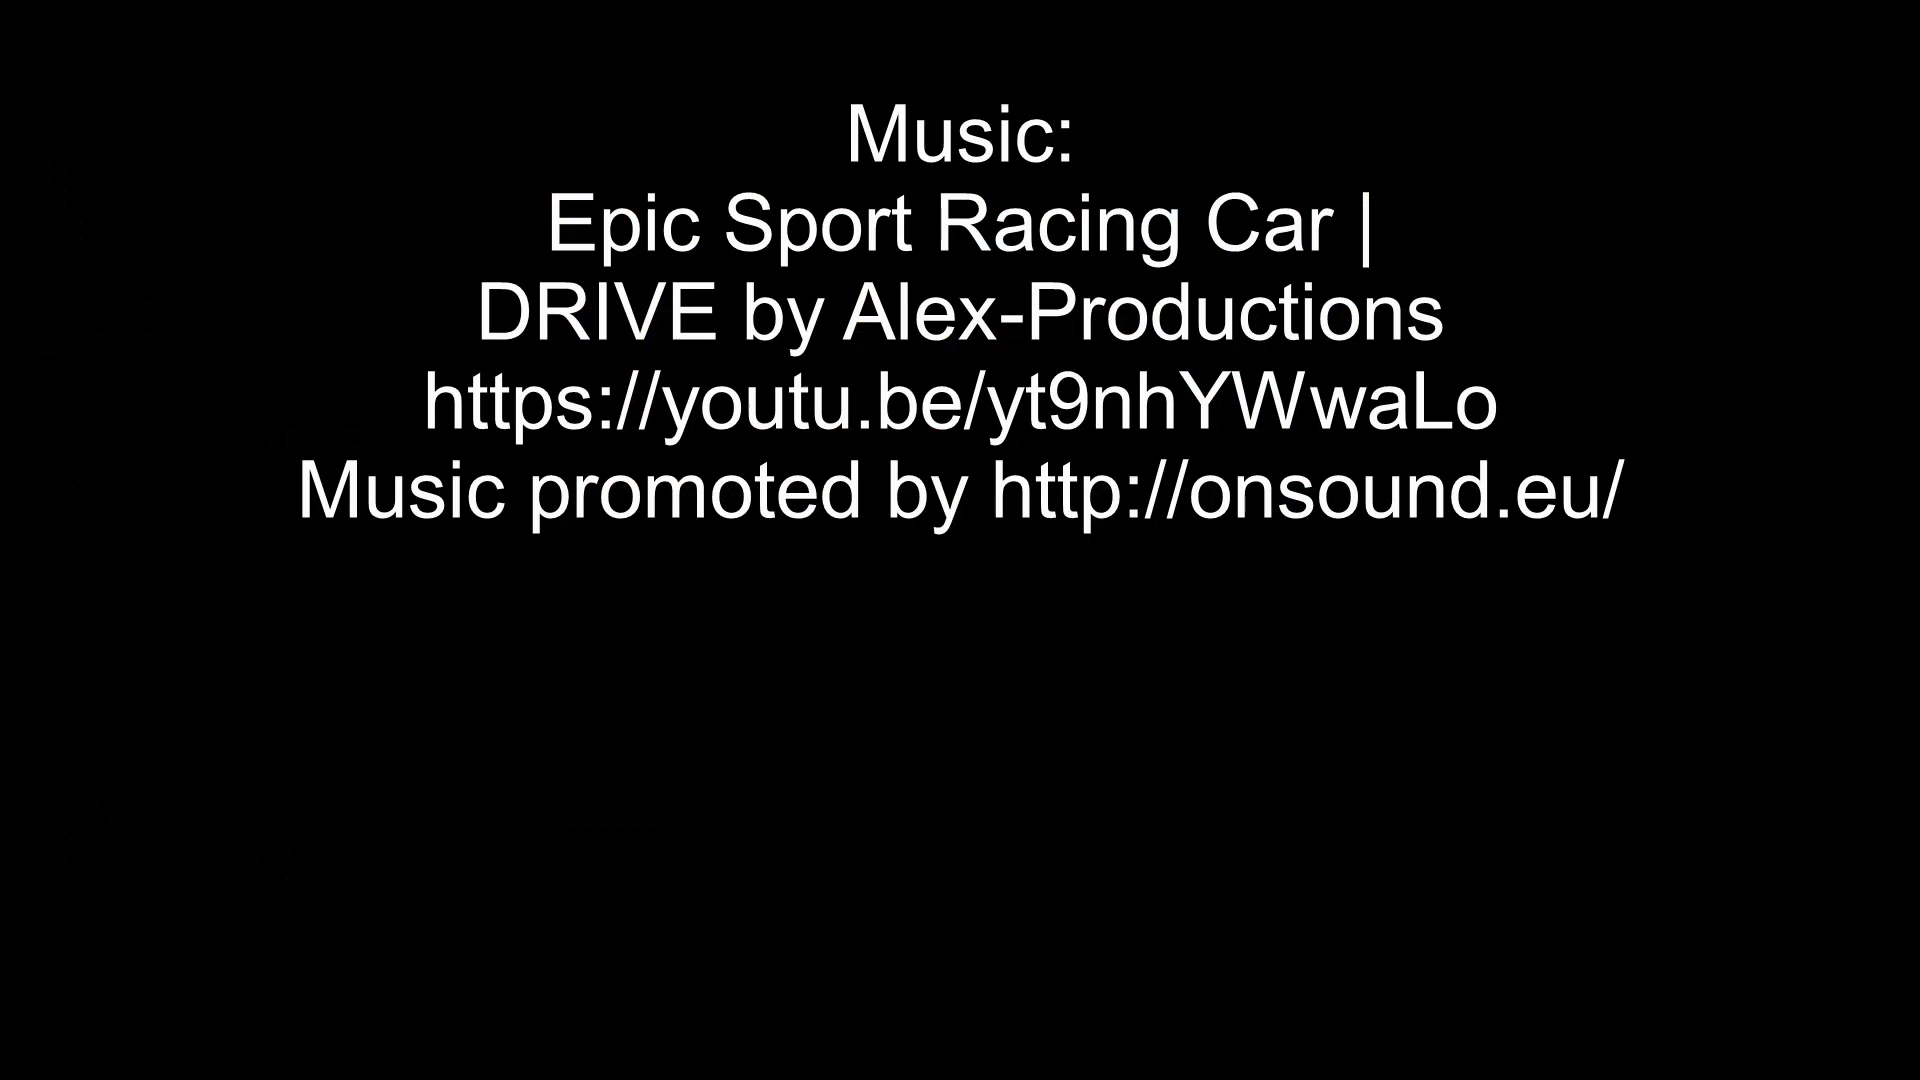 Music:
Epic Sport Racing Car |
DRIVE by Alex-Productions
https://youtu.be/yt9nhYWwaLo
Music promoted by http://onsound.eu/